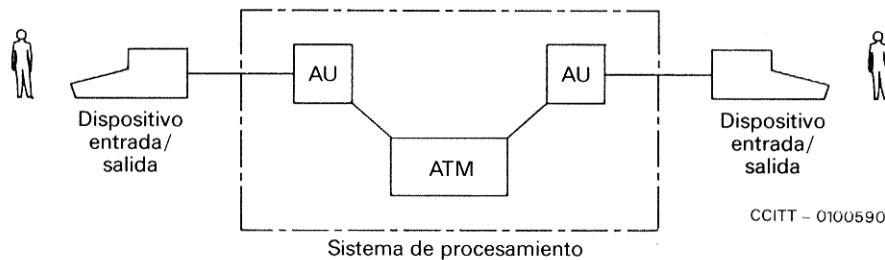 AU
AU
ATM
Dispositivo
entrada/
salida
Dispositivo
entrada/
salida
CCITT – 0100590
Sistema de procesamiento